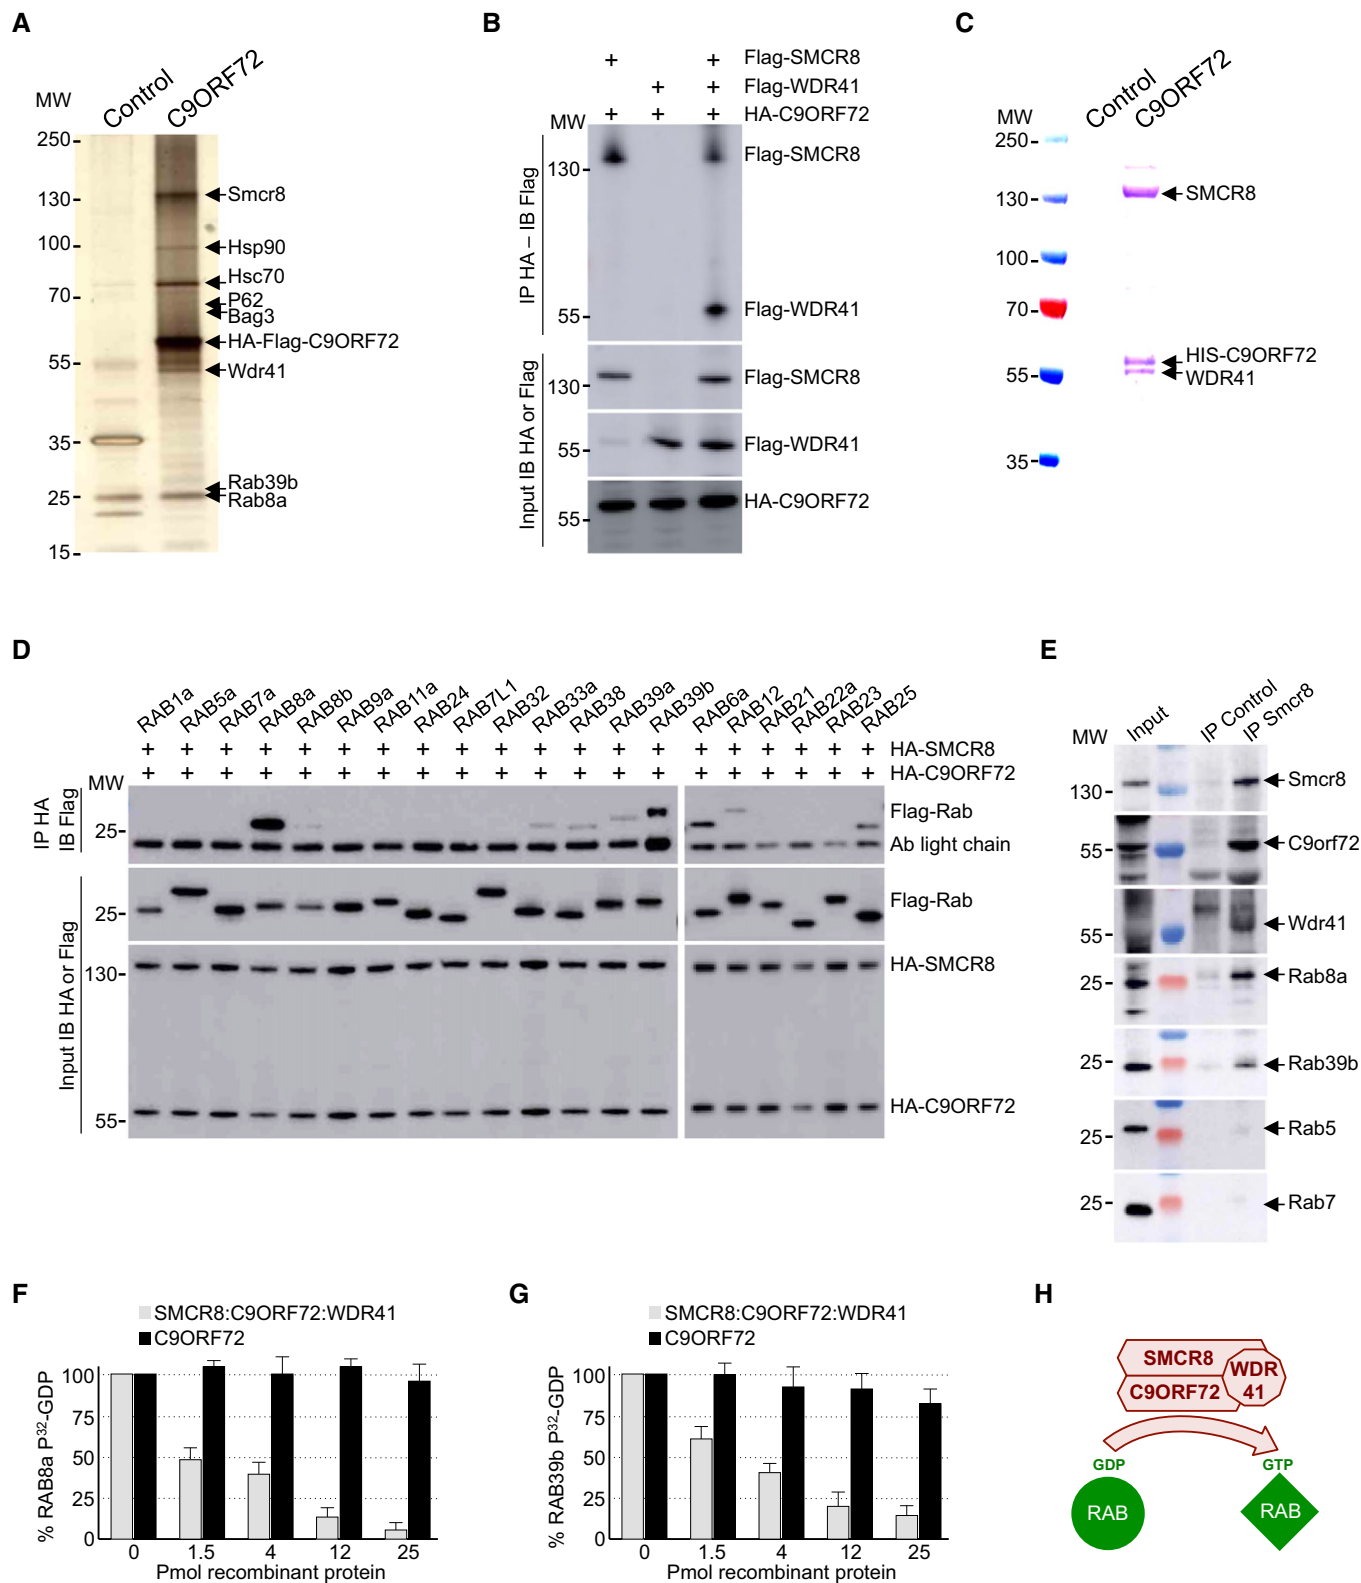 A
MW
Control
C9ORF72
250
130
100
70
55
35
25
15
Smcr8
Hsp90
Hsc70
P62
Bag3
HA-Flag-C9ORF72
Wdr41
Rab39b
Rab8a
B
+ + Flag-SMCR8
+ + Flag-WDR41
+ + + HA-C9ORF72
MW
IP HA – IB Flag
130
55
Flag-SMCR8
Flag-WDR41
Input IB HA or Flag
130
Flag-SMCR8
55
Flag-WDR41
55
HA-C9ORF72
C
MW
Control
C9ORF72
250
130
100
70
55
35
SMCR8
HIS-C9ORF72
WDR41
D
RAB1a RAB5a RAB7a RAB8a RAB8b RAB9a RAB11a RAB24 RAB7L1 RAB32 RAB33a RAB38 RAB39a RAB39b RAB6a RAB12 RAB21 RAB22a RAB23 RAB25
+ + + + + + + + + + + + + + + + + + + + HA-SMCR8
+ + + + + + + + + + + + + + + + + + + + HA-C9ORF72
MW
IP HA
IB Flag
25
Flag-Rab
Ab light chain
Input IB HA or Flag
25
Flag-Rab
130
HA-SMCR8
55
HA-C9ORF72
E
MW
Input
IP Control
IP Smcr8
130
Smcr8
55
C9orf72
55
Wdr41
25
Rab8a
25
Rab39b
25
Rab5
25
Rab7
F
SMCR8:C9ORF72:WDR41
C9ORF72
% RAB8a P32-GDP
100
75
50
25
0
0 1.5 4 12 25
Pmol recombinant protein
G
SMCR8:C9ORF72:WDR41
C9ORF72
% RAB39b P32-GDP
100
75
50
25
0
0 1.5 4 12 25
Pmol recombinant protein
H
SMCR8
C9ORF72
WDR
41
GDP
GTP
RAB
RAB